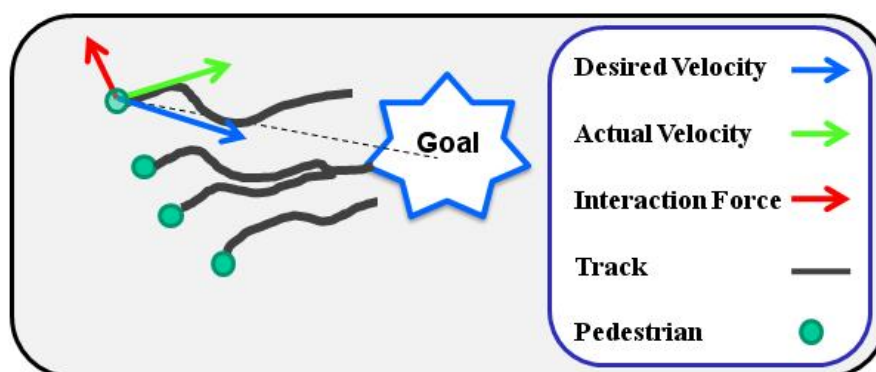 Goal
Desired Velocity
Actual Velocity
Interaction Force
Track
Pedestrian